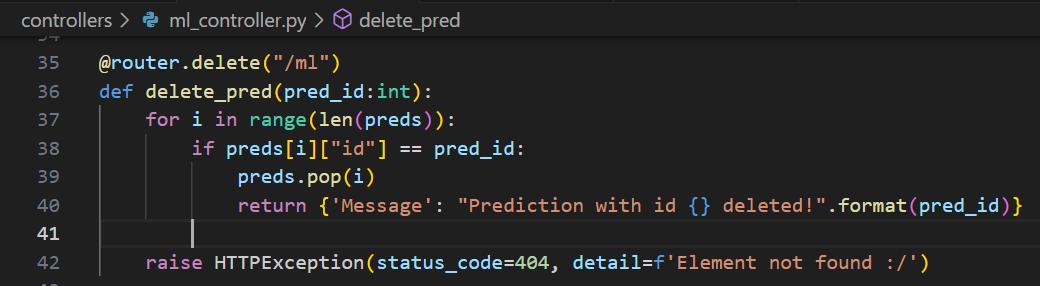 controllers > ml_controller.py > delete_pred
34
35 @router.delete("/ml")
36 def delete_pred(pred_id:int):
37     for i in range(len(preds)):
38         if preds[i]["id"] == pred_id:
39             preds.pop(i)
40             return {'Message': "Prediction with id {} deleted!".format(pred_id)}
41
42     raise HTTPException(status_code=404, detail=f'Element not found :/')